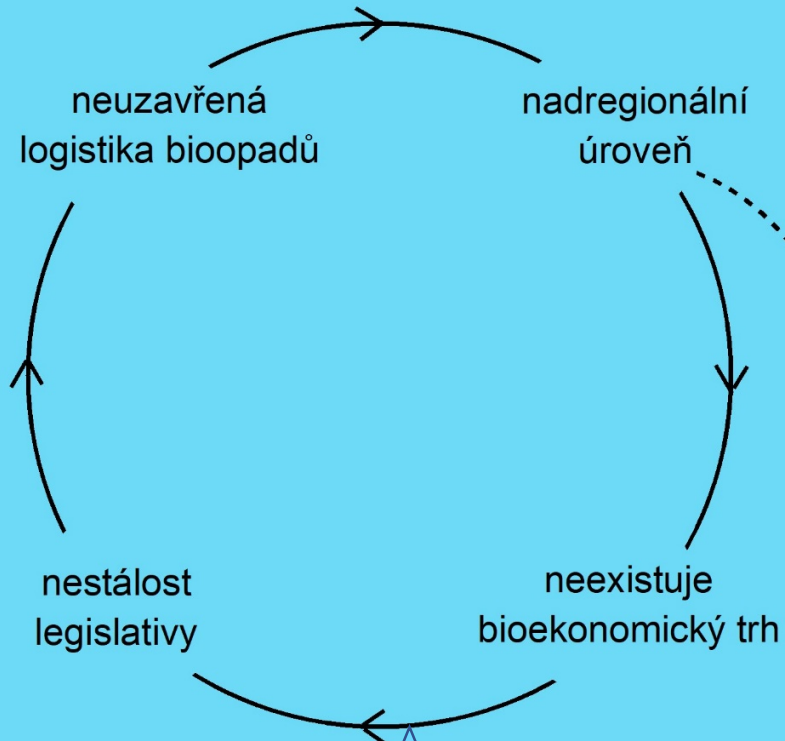 neuzavřená
logistika bioopadů
nadregionální
úroveň
nestálost
legislativy
neexistuje
bioekonomický trh